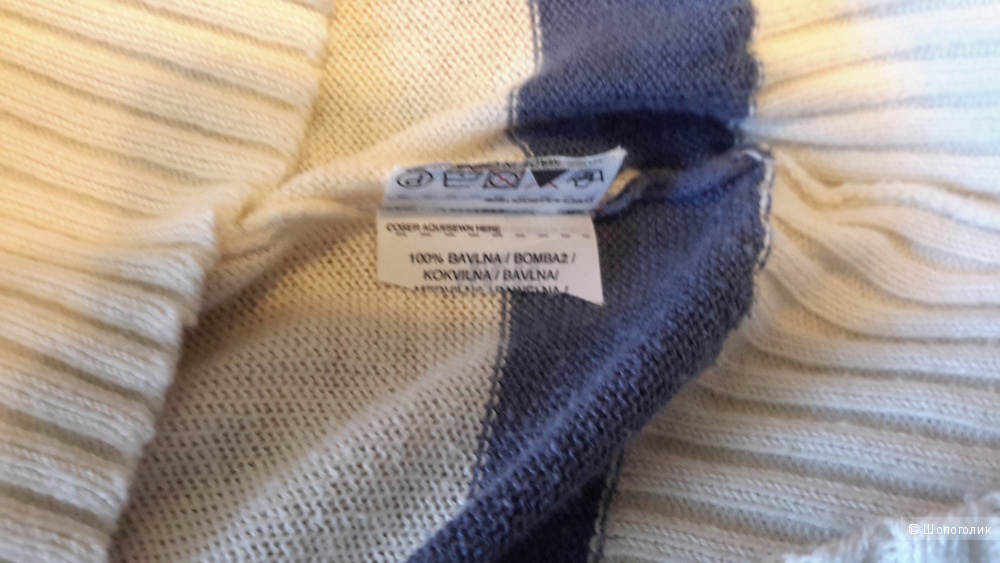 COSER AQUI/SEWN HERE
100% BAVLNA / BOMBAŽ /
KOKVILNA / BAVLNA/
© Шопоголик